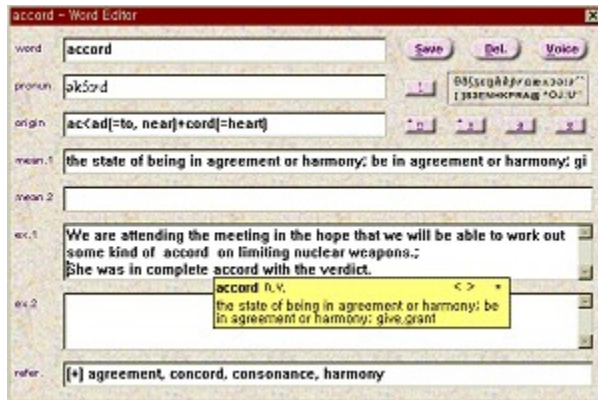 accord - Word Editor
word accord Save Del. Voice
pronun. əkɔ́ːrd
origin ac<ad(=to, near)+cord(=heart)
mean.1 the state of being in agreement or harmony; be in agreement or harmony; gi
mean.2
ex.1 We are attending the meeting in the hope that we will be able to work out
some kind of accord on limiting nuclear weapons.;
She was in complete accord with the verdict.
accord n,v, < >
ex.2 the state of being in agreement or harmony; be
in agreement or harmony; give,grant
refer. (+) agreement, concord, consonance, harmony